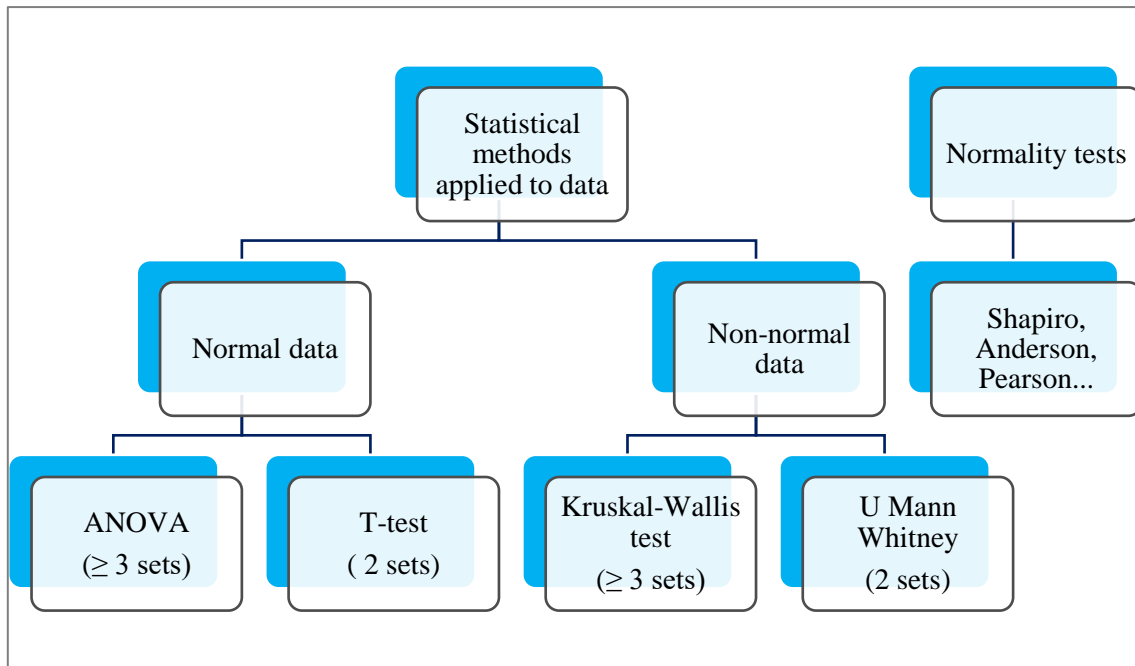 Statistical
methods
applied to data
Normality tests
Normal data
Non-normal
data
Shapiro,
Anderson,
Pearson...
ANOVA
(≥ 3 sets)
T-test
( 2 sets)
Kruskal-Wallis
test
(≥ 3 sets)
U Mann
Whitney
(2 sets)